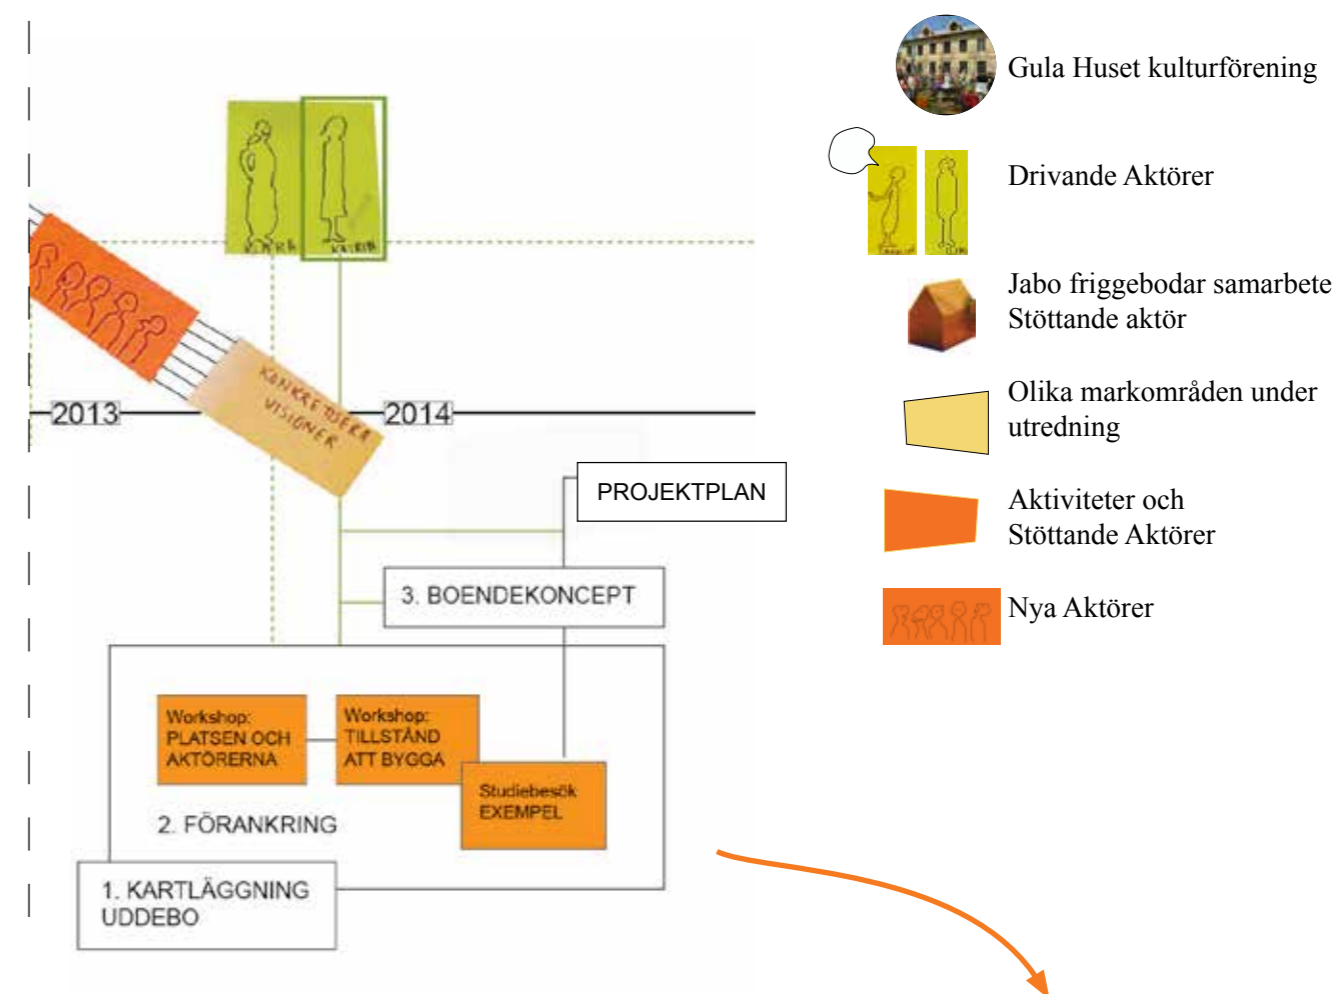 KATRIN
KONKRETISERA
VISIONER
2013
2014
PROJEKTPLAN
3. BOENDEKONCEPT
Workshop:
PLATSEN OCH
AKTÖRERNA
Workshop:
TILLSTÅND
ATT BYGGA
Studiebesök
EXEMPEL
2. FÖRANKRING
1. KARTLÄGGNING
UDDEBO
Gula Huset kulturförening
Drivande Aktörer
Jabo friggebodar samarbete
Stöttande aktör
Olika markområden under
utredning
Aktiviteter och
Stöttande Aktörer
Nya Aktörer